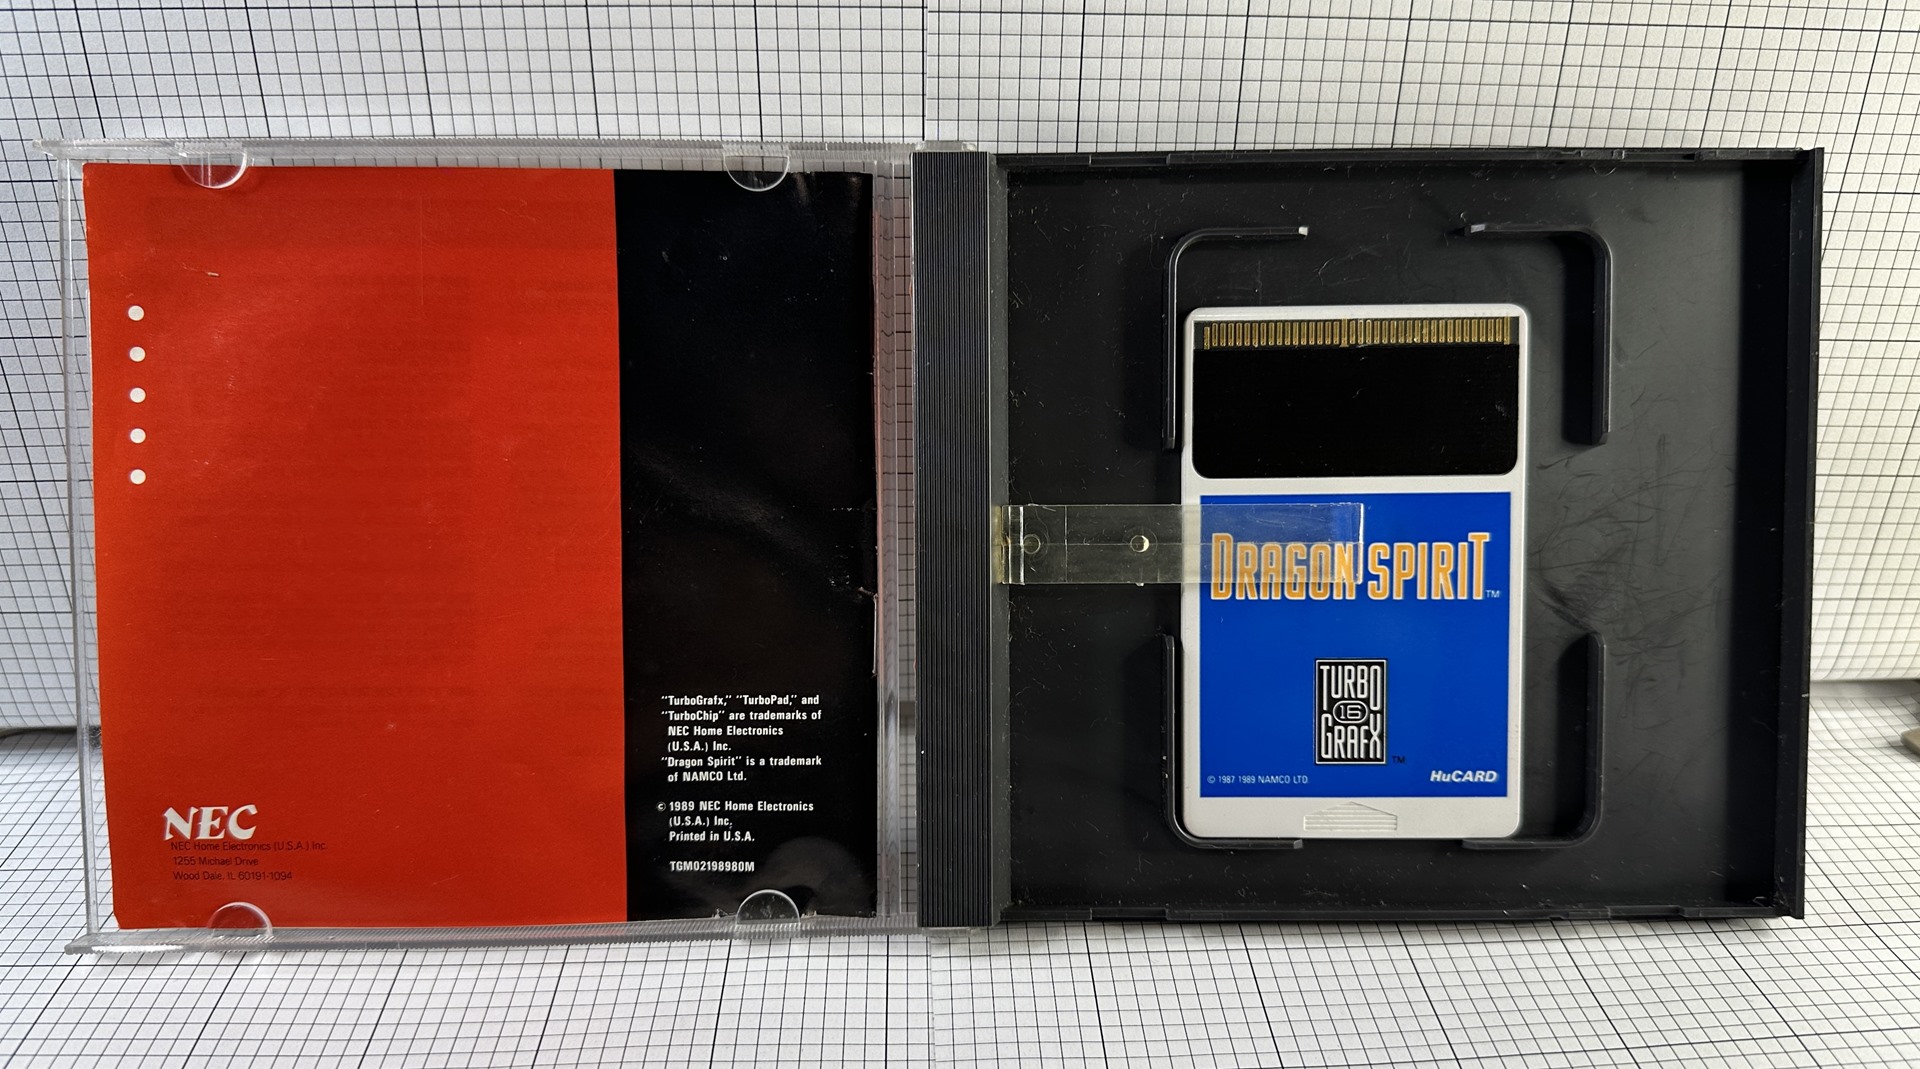 NEC
NEC Home Electronics (U.S.A.) Inc.
1255 Michael Drive
Wood Dale, IL 60191-1094
“TurboGrafx,” “TurboPad,” and
“TurboChip” are trademarks of
NEC Home Electronics
(U.S.A.) Inc.
“Dragon Spirit” is a trademark
of NAMCO Ltd.
© 1989 NEC Home Electronics
(U.S.A.) Inc.
Printed in U.S.A.
TGM02198980M
DRAGON SPIRIT™
TURBO
16
GRAFX™
© 1987 1989 NAMCO LTD.
HuCARD